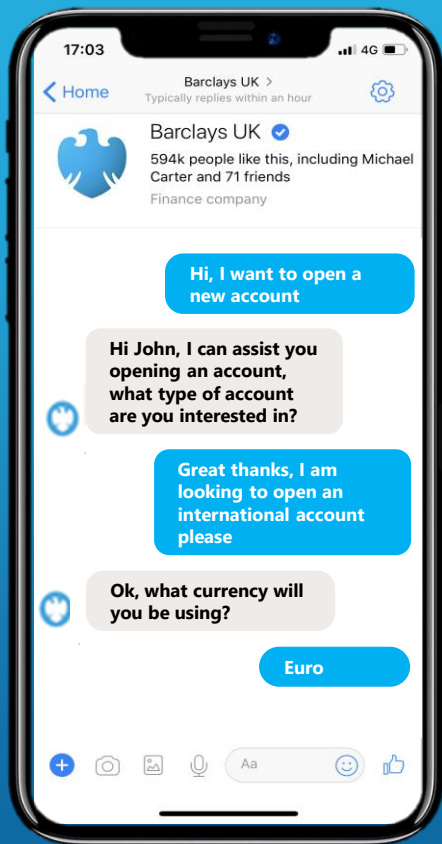 17:03
4G
Home
Barclays UK >
Typically replies within an hour
Barclays UK
594k people like this, including Michael
Carter and 71 friends
Finance company
Hi, I want to open a
new account
Hi John, I can assist you
opening an account,
what type of account
are you interested in?
Great thanks, I am
looking to open an
international account
please
Ok, what currency will
you be using?
Euro
Aa